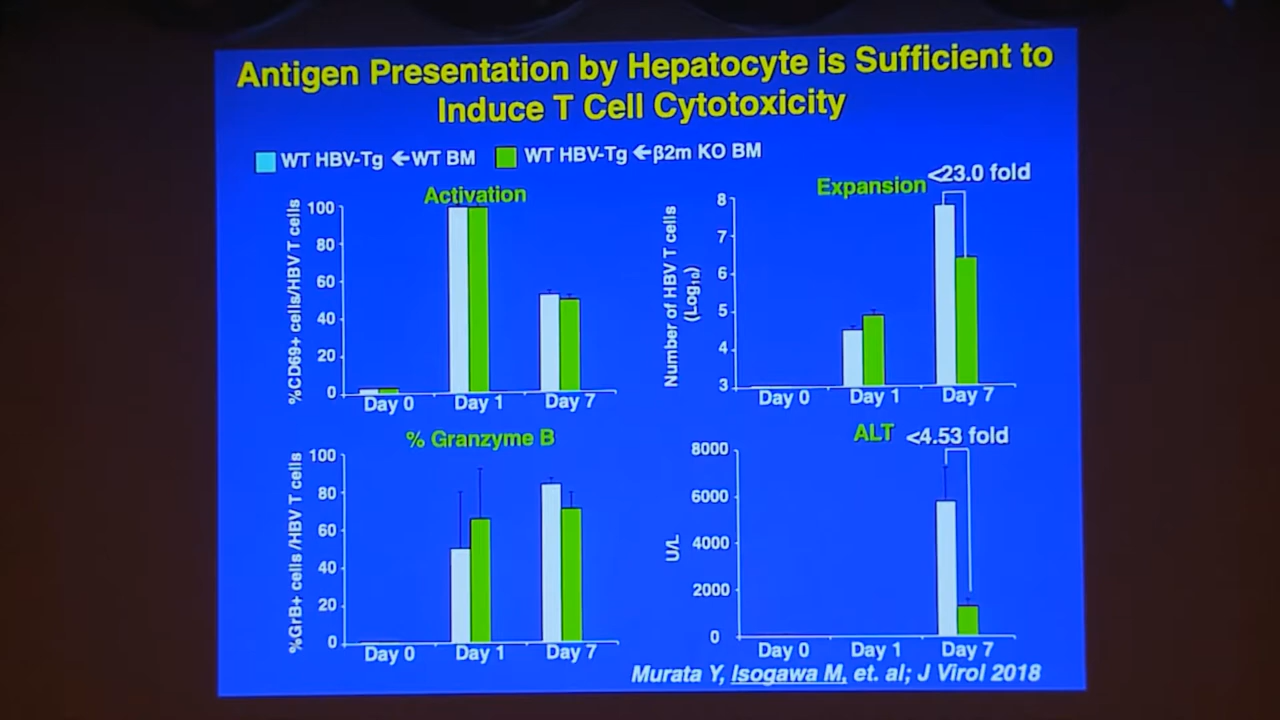 Antigen Presentation by Hepatocyte is Sufficient to
Induce T Cell Cytotoxicity
WT HBV-Tg ←WT BM WT HBV-Tg ←β2m KO BM
Activation
%CD69+ cells/HBV T cells
100
80
60
40
20
0
Day 0 Day 1 Day 7
Expansion <23.0 fold
Number of HBV T cells
(Log₁₀)
8
7
6
5
4
3
Day 0 Day 1 Day 7
% Granzyme B
%GrB+ cells /HBV T cells
100
80
60
40
20
0
Day 0 Day 1 Day 7
ALT <4.53 fold
U/L
8000
6000
4000
2000
0
Day 0 Day 1 Day 7
Murata Y, Isogawa M, et. al; J Virol 2018